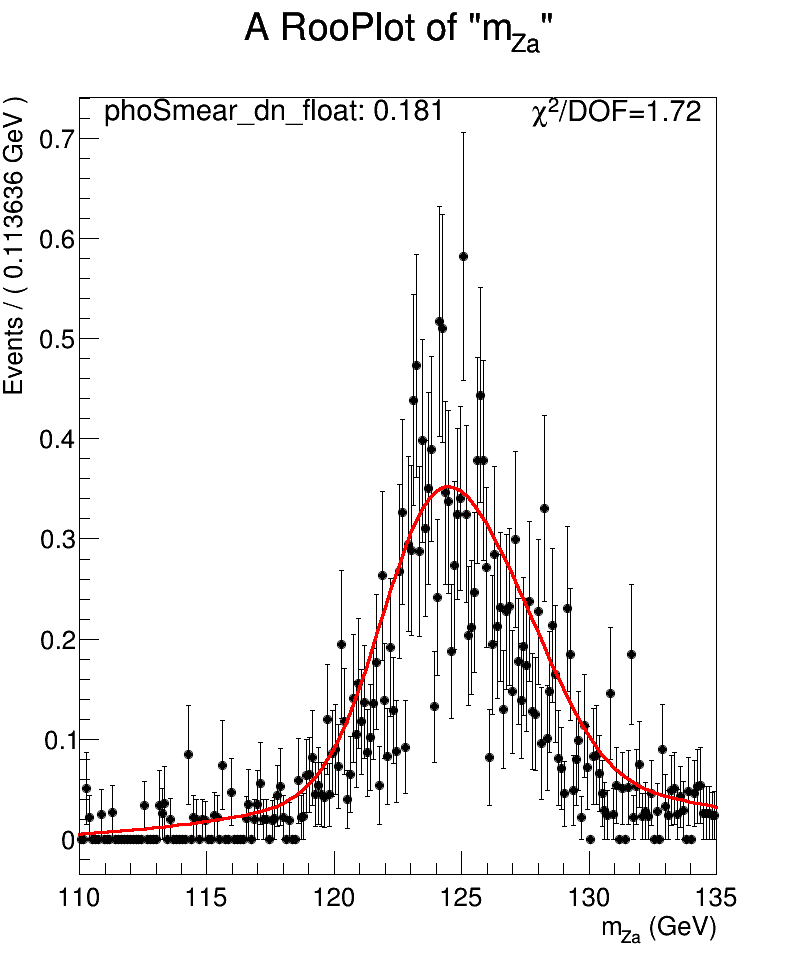 A RooPlot of "m_Za"
phoSmear_dn_float: 0.181 χ²/DOF=1.72
Events / ( 0.113636 GeV )
0.7
0.6
0.5
0.4
0.3
0.2
0.1
0
110 115 120 125 130 135
m_Za (GeV)